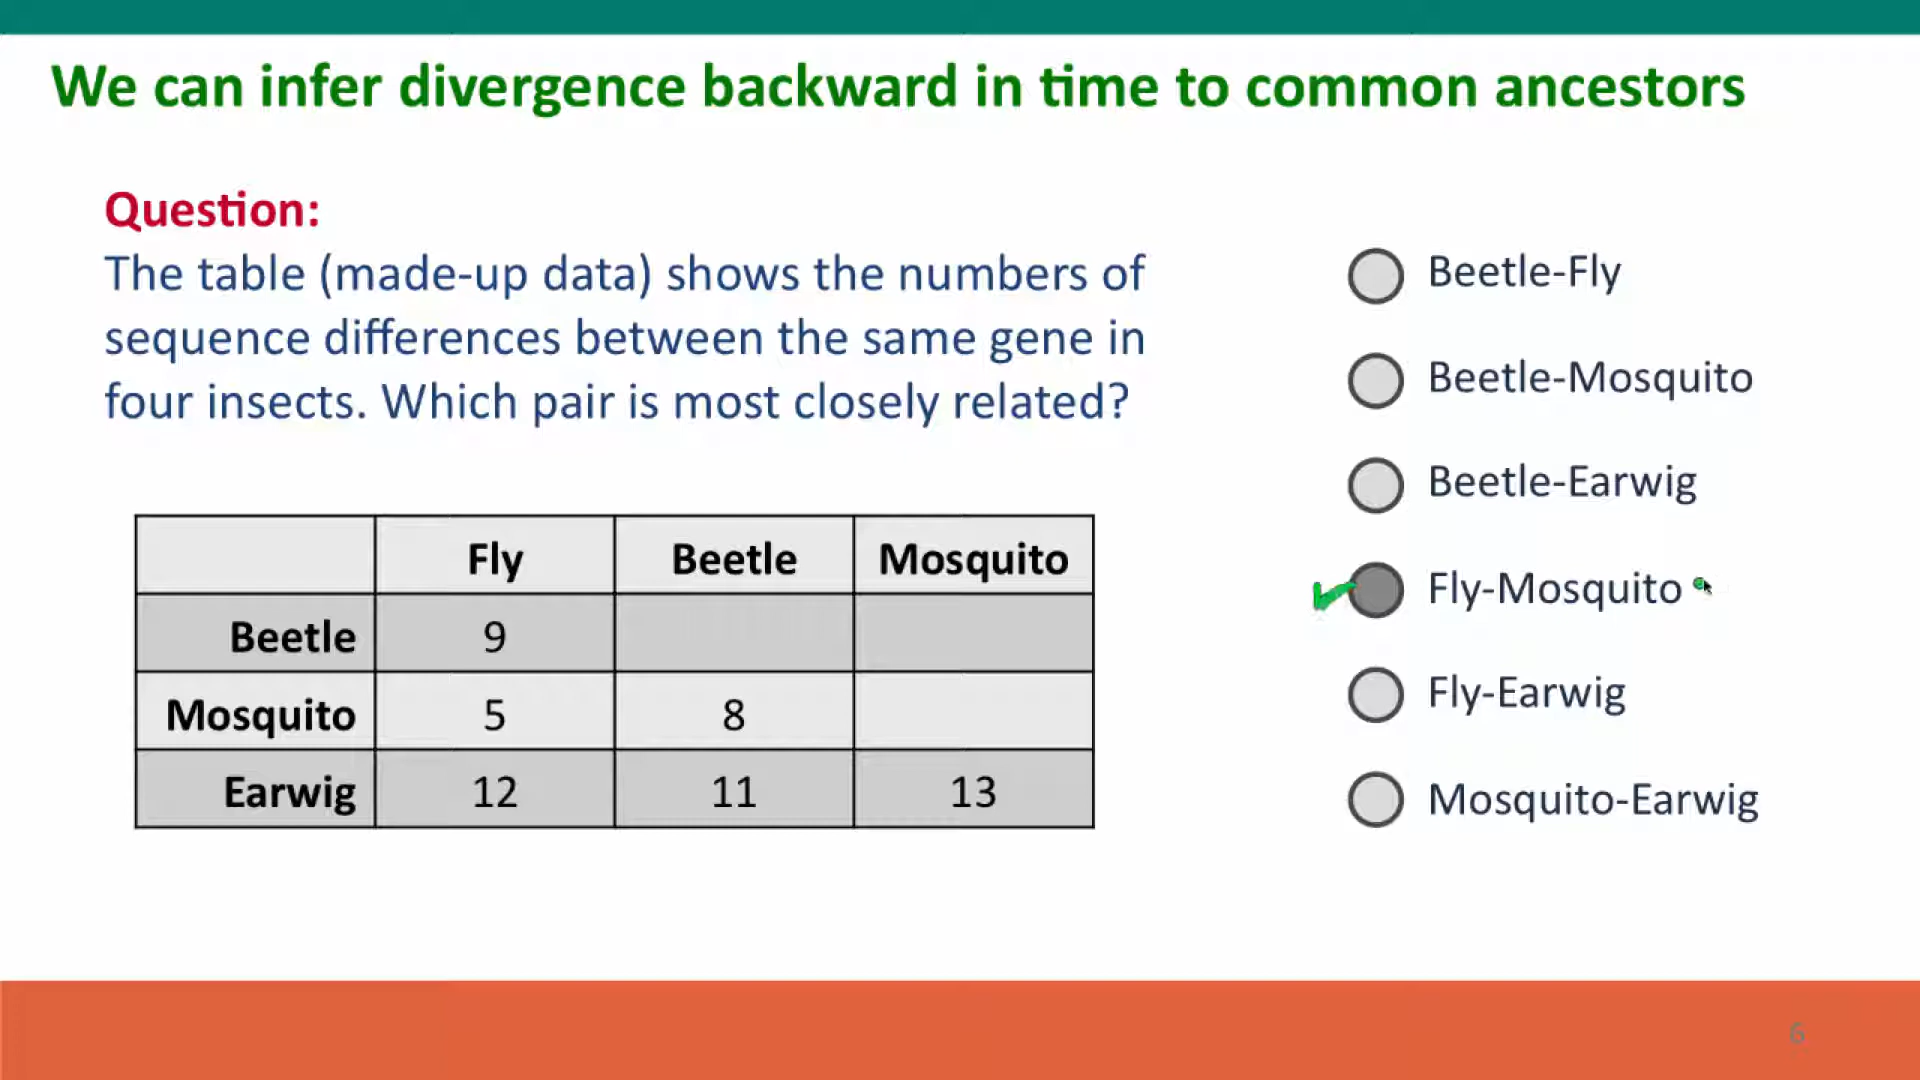 We can infer divergence backward in time to common ancestors
Question:
The table (made-up data) shows the numbers of
sequence differences between the same gene in
four insects. Which pair is most closely related?
Fly Beetle Mosquito
Beetle 9
Mosquito 5 8
Earwig 12 11 13
Beetle-Fly
Beetle-Mosquito
Beetle-Earwig
Fly-Mosquito
Fly-Earwig
Mosquito-Earwig
6